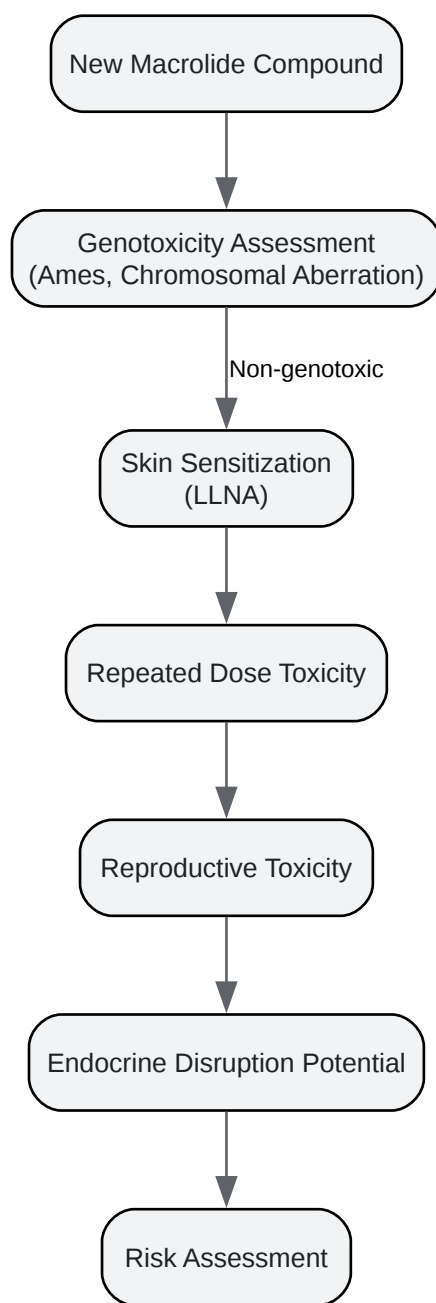 New Macrolide Compound
Genotoxicity Assessment
(Ames, Chromosomal Aberration)
Non-genotoxic
Skin Sensitization
(LLNA)
Repeated Dose Toxicity
Reproductive Toxicity
Endocrine Disruption Potential
Risk Assessment